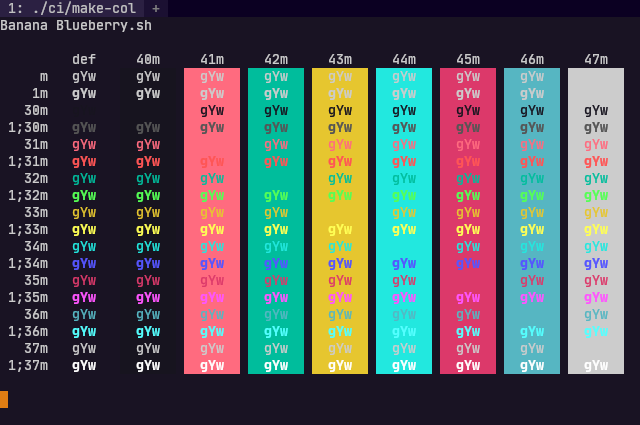 1: ./ci/make-col +
Banana Blueberry.sh
def 40m 41m 42m 43m 44m 45m 46m 47m
m gYw gYw gYw gYw gYw gYw gYw gYw
1m gYw gYw gYw gYw gYw gYw gYw gYw
30m gYw gYw gYw gYw gYw gYw gYw
1;30m gYw gYw gYw gYw gYw gYw gYw gYw gYw
31m gYw gYw gYw gYw gYw gYw gYw gYw
1;31m gYw gYw gYw gYw gYw gYw gYw gYw gYw
32m gYw gYw gYw gYw gYw gYw gYw gYw
1;32m gYw gYw gYw gYw gYw gYw gYw gYw gYw
33m gYw gYw gYw gYw gYw gYw gYw gYw
1;33m gYw gYw gYw gYw gYw gYw gYw gYw gYw
34m gYw gYw gYw gYw gYw gYw gYw gYw
1;34m gYw gYw gYw gYw gYw gYw gYw gYw gYw
35m gYw gYw gYw gYw gYw gYw gYw gYw
1;35m gYw gYw gYw gYw gYw gYw gYw gYw gYw
36m gYw gYw gYw gYw gYw gYw gYw gYw
1;36m gYw gYw gYw gYw gYw gYw gYw gYw gYw
37m gYw gYw gYw gYw gYw gYw gYw gYw
1;37m gYw gYw gYw gYw gYw gYw gYw gYw gYw